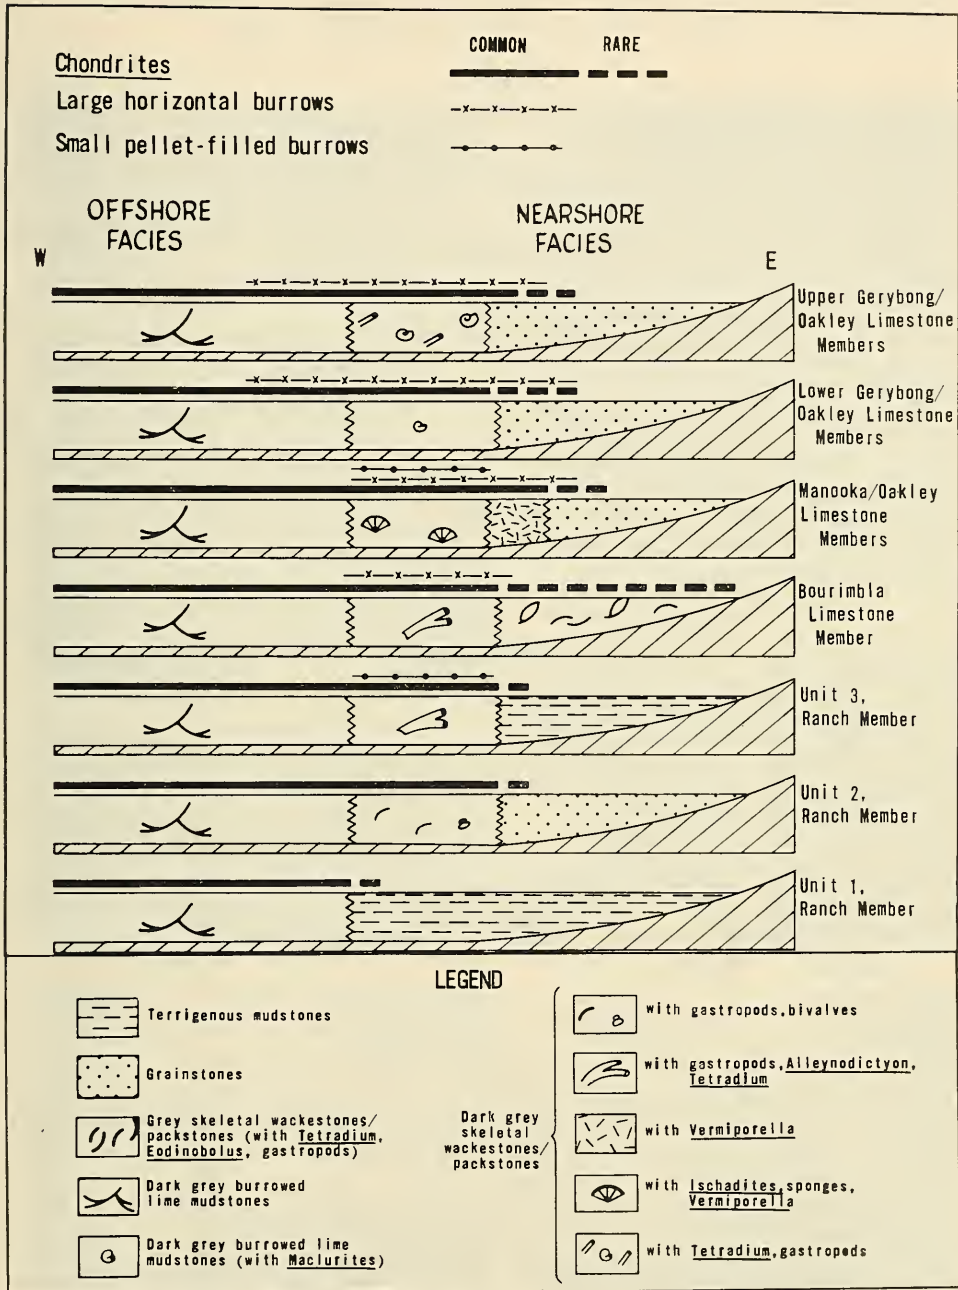 COMMON RARE
Chondrites
Large horizontal burrows
Small pellet-filled burrows
OFFSHORE
FACIES
NEARSHORE
FACIES
W
E
Upper Gerybong/
Oakley Limestone
Members
Lower Gerybong/
Oakley Limestone
Members
Manooka/Oakley
Limestone
Members
Bourimbla
Limestone
Member
Unit 3,
Ranch Member
Unit 2,
Ranch Member
Unit 1,
Ranch Member
LEGEND
Terrigenous mudstones
Grainstones
Grey skeletal wackestones/
packstones (with Tetradium,
Eodinobolus, gastropods)
Dark grey burrowed
lime mudstones
Dark grey burrowed lime
mudstones (with Maclurites)
Dark grey
skeletal
wackestones/
packstones
with gastropods,bivalves
with gastropods,Alleynodictyon,
Tetradium
with Vermiporella
with Ischadites,sponges,
Vermiporella
with Tetradium,gastropods